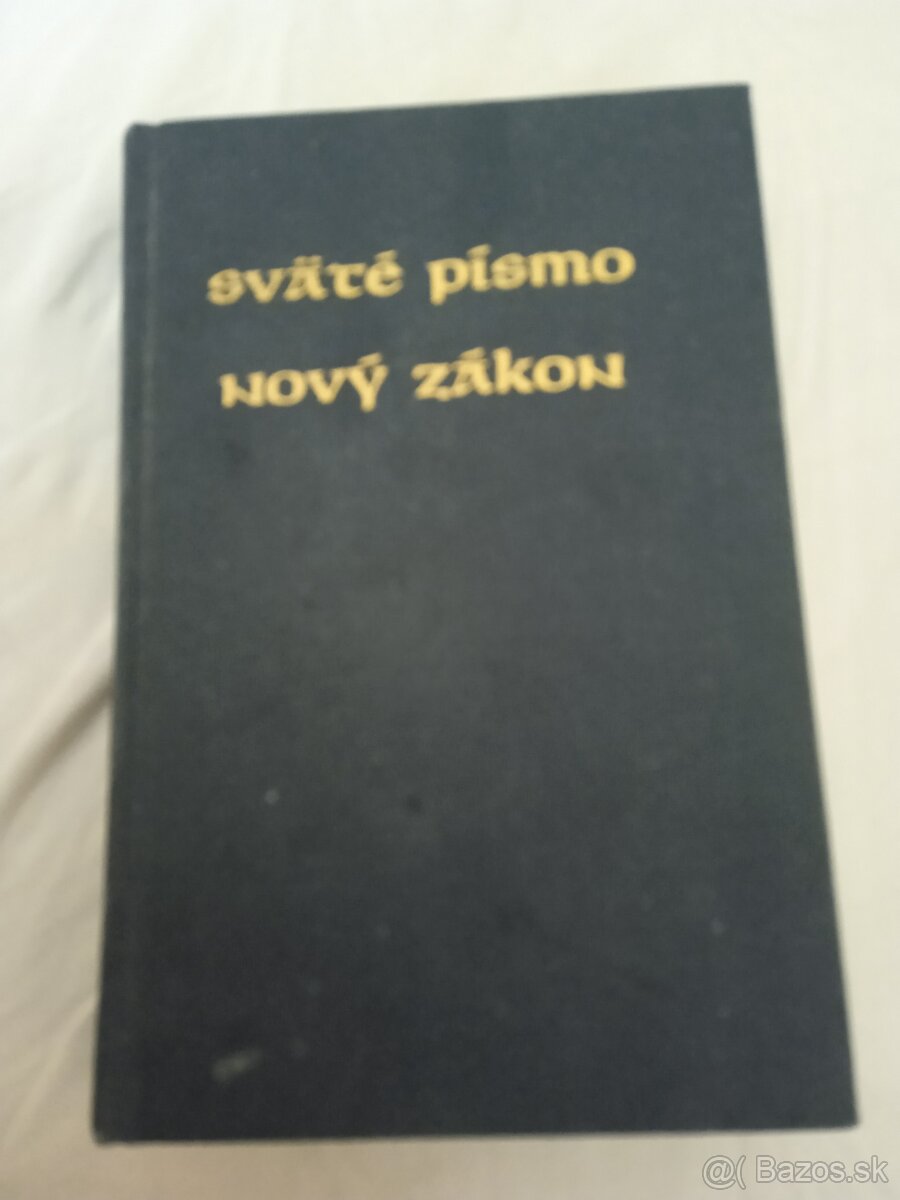 sväté písmo
nový zákon
@( Bazos.sk